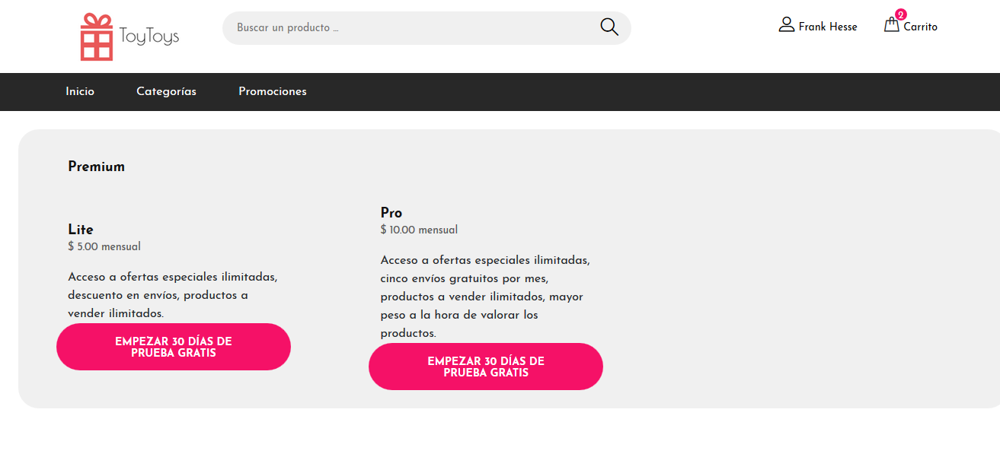 ToyToys
Buscar un producto ...
Frank Hesse
2
Carrito
Inicio
Categorías
Promociones
Premium
Lite
$ 5.00 mensual
Acceso a ofertas especiales ilimitadas,
descuento en envíos, productos a
vender ilimitados.
EMPEZAR 30 DÍAS DE
PRUEBA GRATIS
Pro
$ 10.00 mensual
Acceso a ofertas especiales ilimitadas,
cinco envíos gratuitos por mes,
productos a vender ilimitados, mayor
peso a la hora de valorar los
productos.
EMPEZAR 30 DÍAS DE
PRUEBA GRATIS